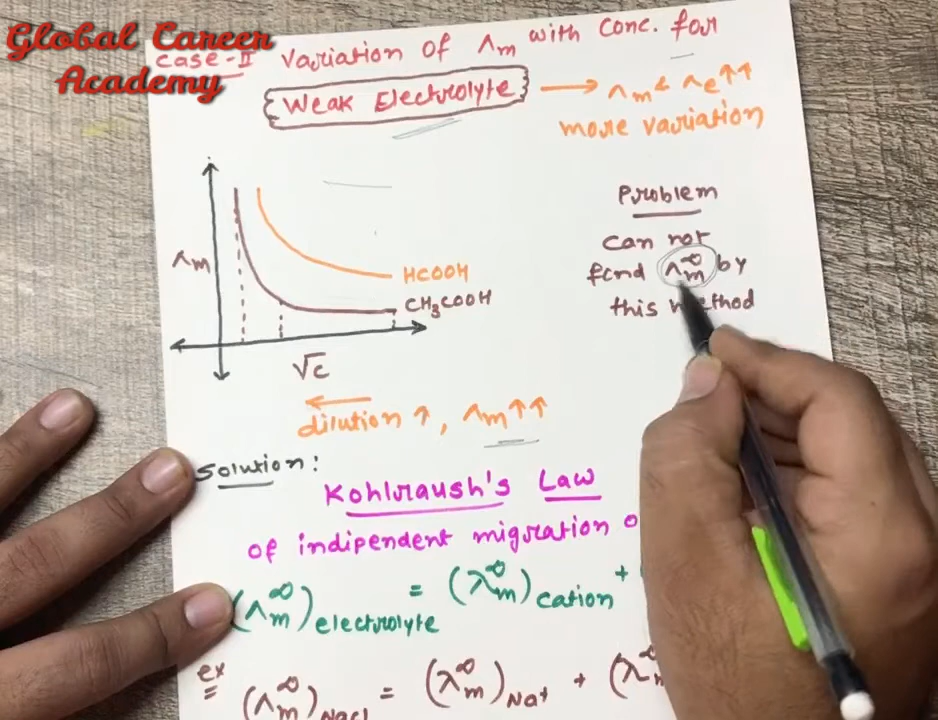 Global Career
Academy
Case-II Variation of Λm with Conc. for
Weak Electrolyte → Λm & Λe↑↑
more variation
Problem
can not
find Λm∞ by
this method
Λm
HCOOH
CH3COOH
√c
←
dilution ↑, Λm↑↑
Solution:
Kohlraush's Law
of indipendent migration o
(Λm∞)electrolyte = (λm∞)cation +
ex
(Λm∞)NaCl = (λm∞)Na+ + (λm∞